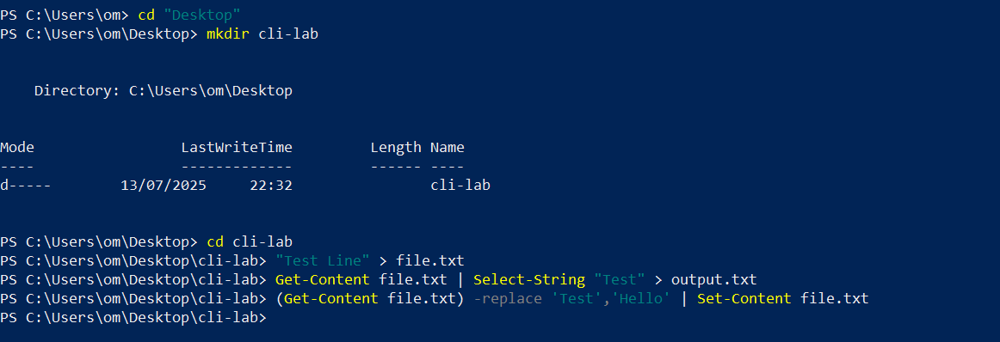 PS C:\Users\om> cd "Desktop"
PS C:\Users\om\Desktop> mkdir cli-lab
Directory: C:\Users\om\Desktop
Mode LastWriteTime Length Name
---- ------------- ------ ----
d----- 13/07/2025 22:32 cli-lab
PS C:\Users\om\Desktop> cd cli-lab
PS C:\Users\om\Desktop\cli-lab> "Test Line" > file.txt
PS C:\Users\om\Desktop\cli-lab> Get-Content file.txt | Select-String "Test" > output.txt
PS C:\Users\om\Desktop\cli-lab> (Get-Content file.txt) -replace 'Test','Hello' | Set-Content file.txt
PS C:\Users\om\Desktop\cli-lab>